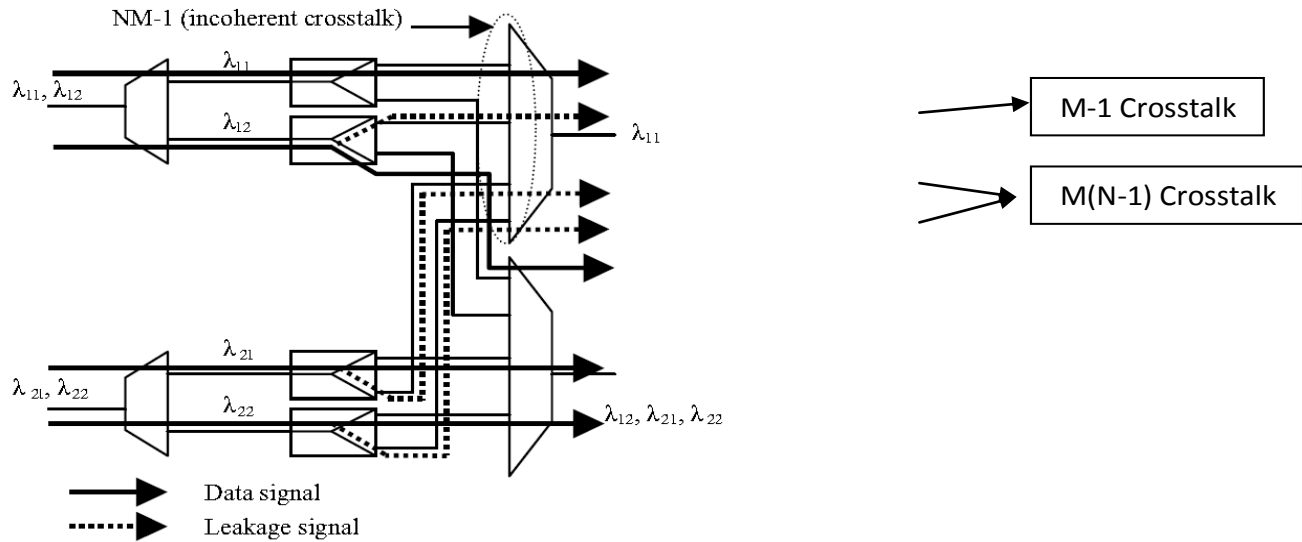 NM-1 (incoherent crosstalk)
λ11
λ11, λ12
λ12
λ11
M-1 Crosstalk
M(N-1) Crosstalk
λ21
λ21, λ22
λ22
λ12, λ21, λ22
Data signal
Leakage signal